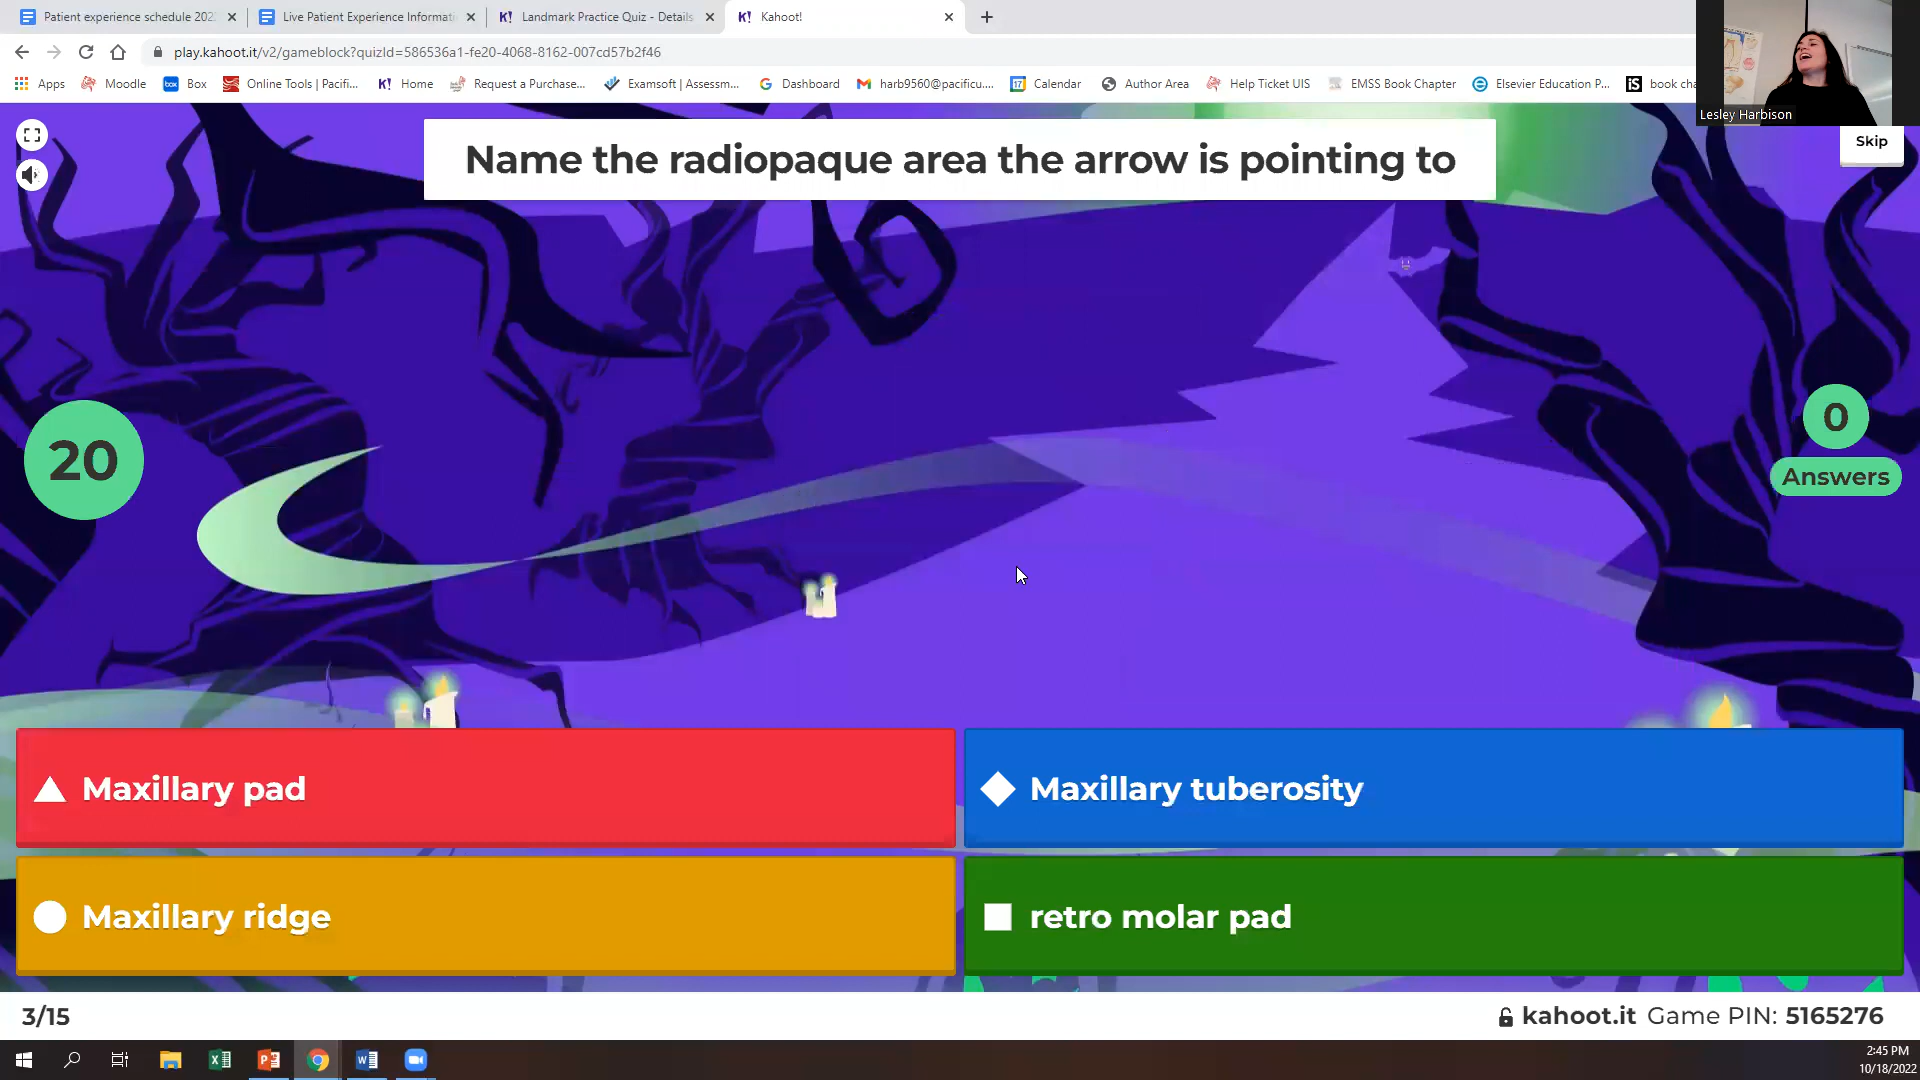 Patient experience schedule 202
Live Patient Experience Informati
K! Landmark Practice Quiz - Details
K! Kahoot!
play.kahoot.it/v2/gameblock?quizId=586536a1-fe20-4068-8162-007cd57b2f46
Apps
Moodle
box Box
Online Tools | Pacifi...
K! Home
Request a Purchase...
Examsoft | Assessm...
G Dashboard
harb9560@pacificu....
17 Calendar
Author Area
Help Ticket UIS
EMSS Book Chapter
Elsevier Education P...
iS book cha
Lesley Harbison
Skip
Name the radiopaque area the arrow is pointing to
20
0
Answers
Maxillary pad
Maxillary tuberosity
Maxillary ridge
retro molar pad
3/15
kahoot.it Game PIN: 5165276
2:45 PM
10/18/2022